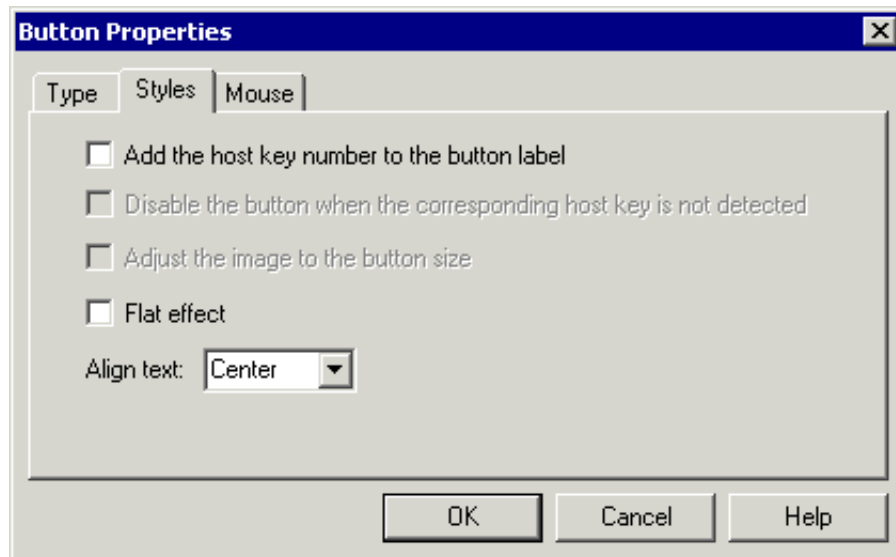 Button Properties
Type Styles Mouse
Add the host key number to the button label
Disable the button when the corresponding host key is not detected
Adjust the image to the button size
Flat effect
Align text: Center
OK Cancel Help